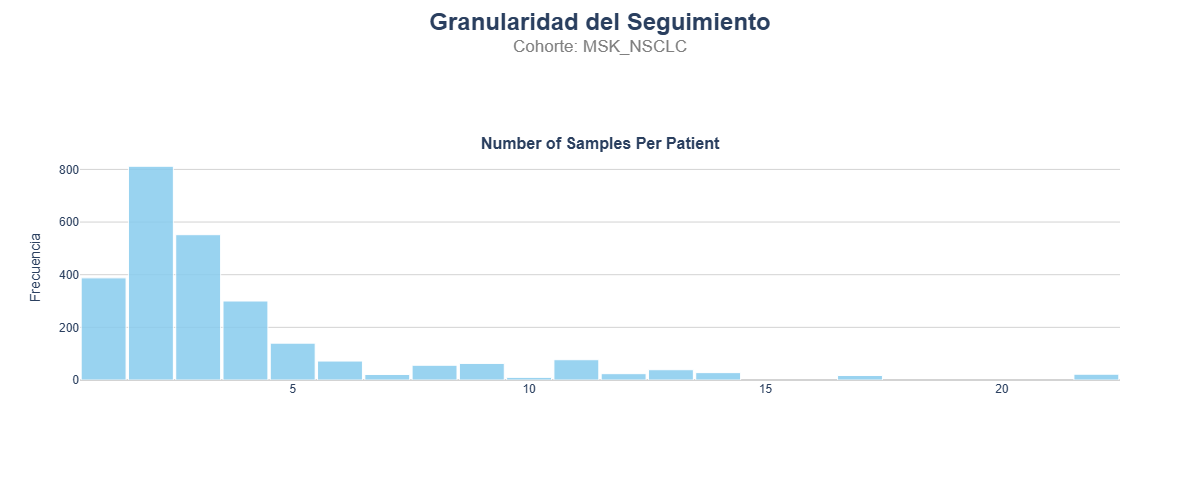 Granularidad del Seguimiento
Cohorte: MSK_NSCLC
Number of Samples Per Patient
800
600
400
200
0
Frecuencia
5
10
15
20